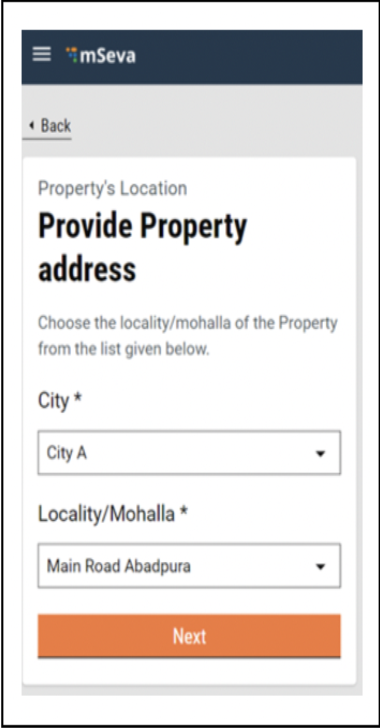 mSeva
Back
Property's Location
Provide Property
address
Choose the locality/mohalla of the Property
from the list given below.
City *
City A
Locality/Mohalla *
Main Road Abadpura
Next